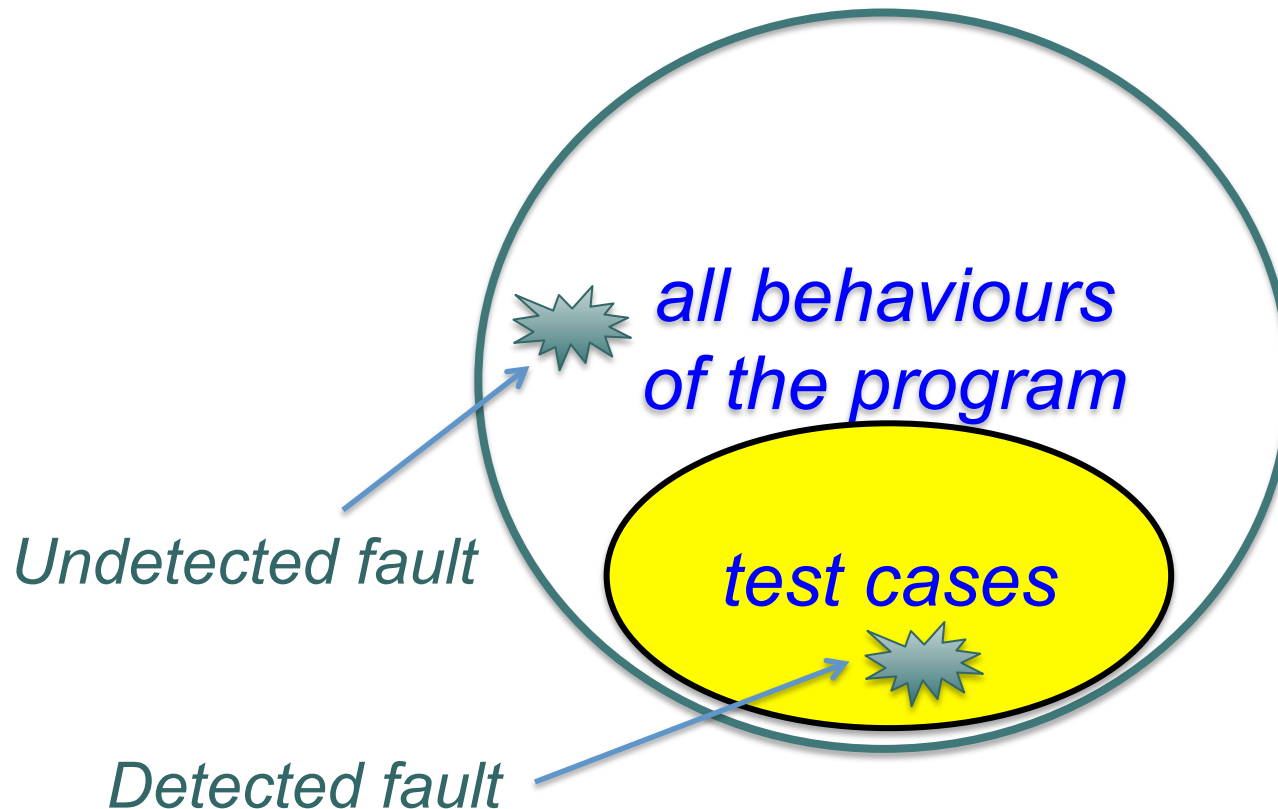 all behaviours
of the program
Undetected fault
test cases
Detected fault